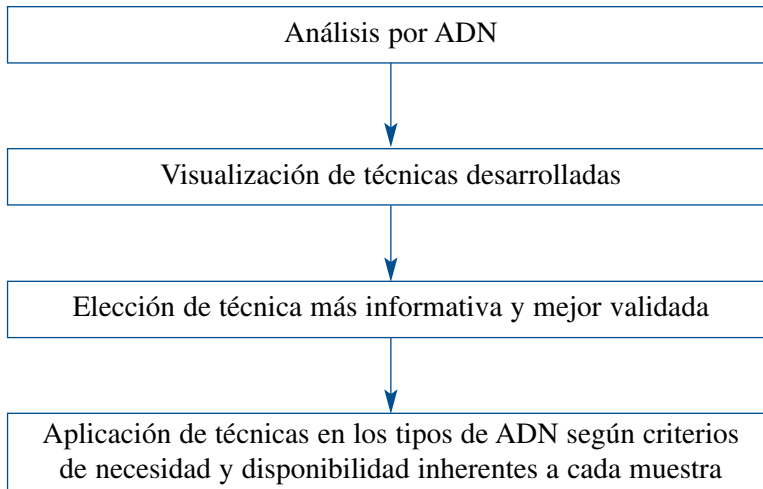 Análisis por ADN
Visualización de técnicas desarrolladas
Elección de técnica más informativa y mejor validada
Aplicación de técnicas en los tipos de ADN según criterios
de necesidad y disponibilidad inherentes a cada muestra